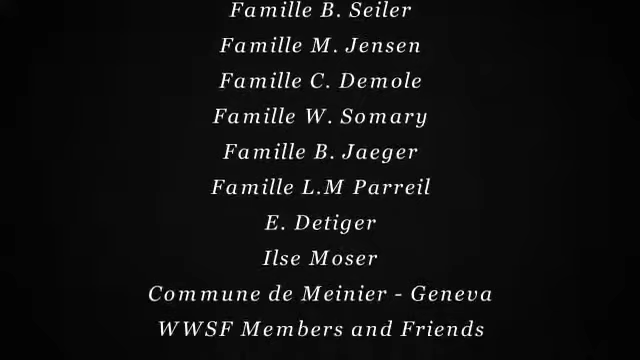 Famille B. Seiler
Famille M. Jensen
Famille C. Demole
Famille W. Somary
Famille B. Jaeger
Famille L.M Parreil
E. Detiger
Ilse Moser
Commune de Meinier - Geneva
WWSF Members and Friends